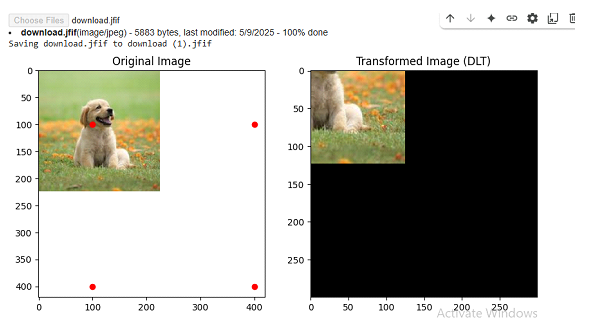 Choose Files download.jfif
• download.jfif(image/jpeg) - 5883 bytes, last modified: 5/9/2025 - 100% done
Saving download.jfif to download (1).jfif
Original Image
0
50
100
150
200
250
300
350
400
0 100 200 300 400
Transformed Image (DLT)
0
50
100
150
200
250
0 50 100 150 200 250
Activate Windows